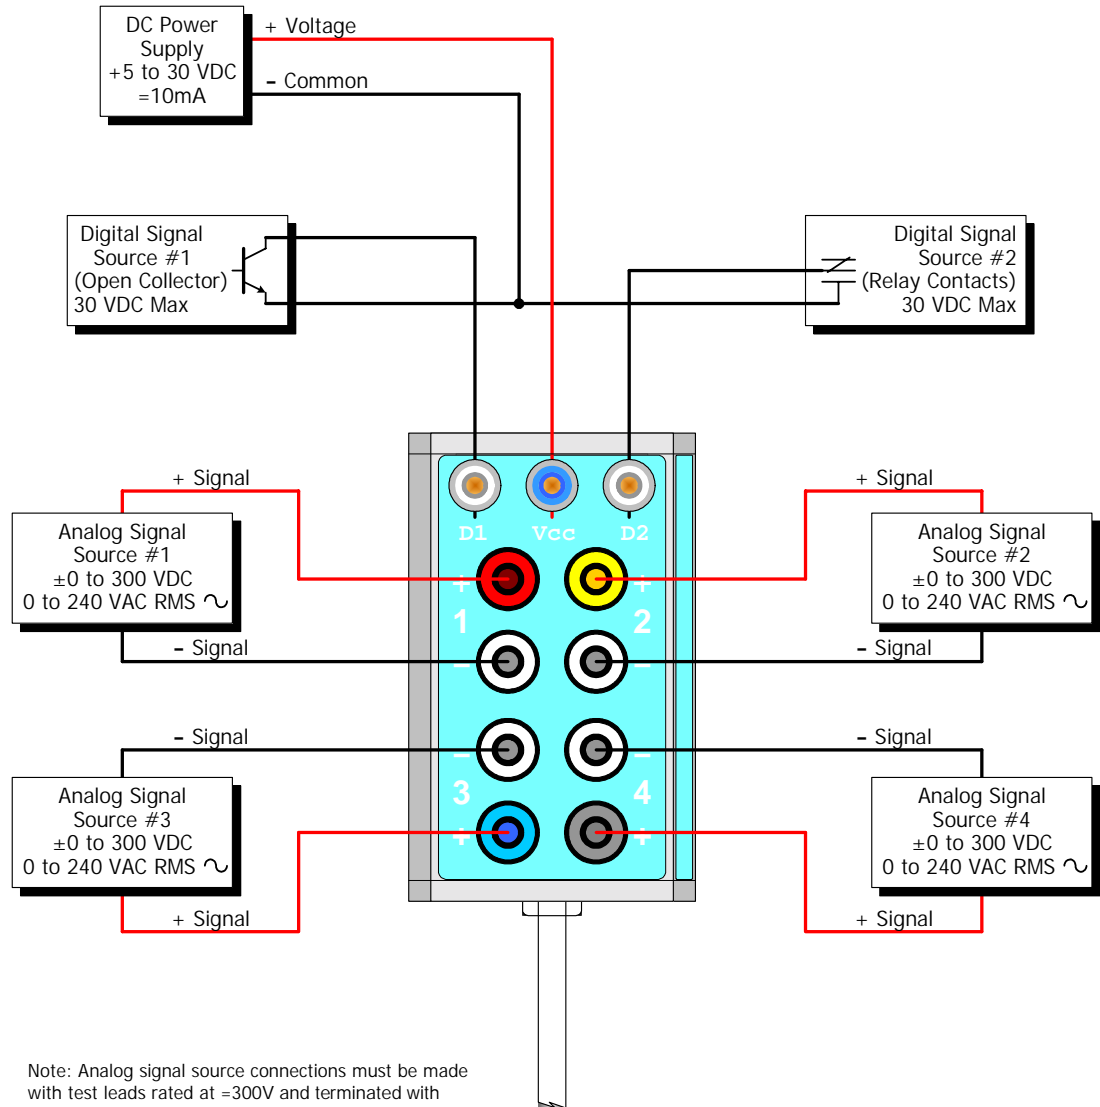 DC Power
Supply
+5 to 30 VDC
=10mA
+ Voltage
- Common
Digital Signal
Source #1
(Open Collector)
30 VDC Max
Digital Signal
Source #2
(Relay Contacts)
30 VDC Max
D1 Vcc D2
+ Signal
Analog Signal
Source #1
±0 to 300 VDC
0 to 240 VAC RMS
- Signal
+ Signal
Analog Signal
Source #2
±0 to 300 VDC
0 to 240 VAC RMS
- Signal
+ +
1 2
- -
- Signal
Analog Signal
Source #3
±0 to 300 VDC
0 to 240 VAC RMS
+ Signal
- Signal
Analog Signal
Source #4
±0 to 300 VDC
0 to 240 VAC RMS
+ Signal
- -
3 4
+ +
Note: Analog signal source connections must be made
with test leads rated at =300V and terminated with